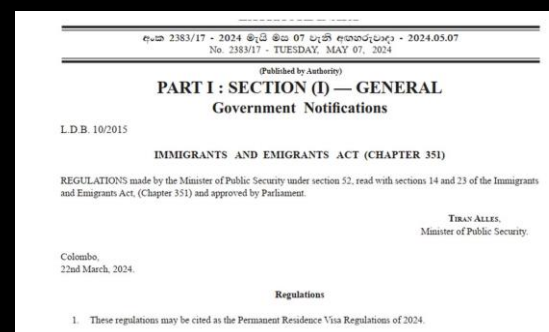 අංක 2383/17 - 2024 මැයි මස 07 වැනි අඟහරුවාදා - 2024.05.07
No. 2383/17 - TUESDAY, MAY 07, 2024
(Published by Authority)
PART I : SECTION (I) — GENERAL
Government Notifications
L.D.B. 10/2015
IMMIGRANTS AND EMIGRANTS ACT (CHAPTER 351)
REGULATIONS made by the Minister of Public Security under section 52, read with sections 14 and 23 of the Immigrants
and Emigrants Act, (Chapter 351) and approved by Parliament.
TIRAN ALLES,
Minister of Public Security.
Colombo,
22nd March, 2024.
Regulations
1. These regulations may be cited as the Permanent Residence Visa Regulations of 2024.